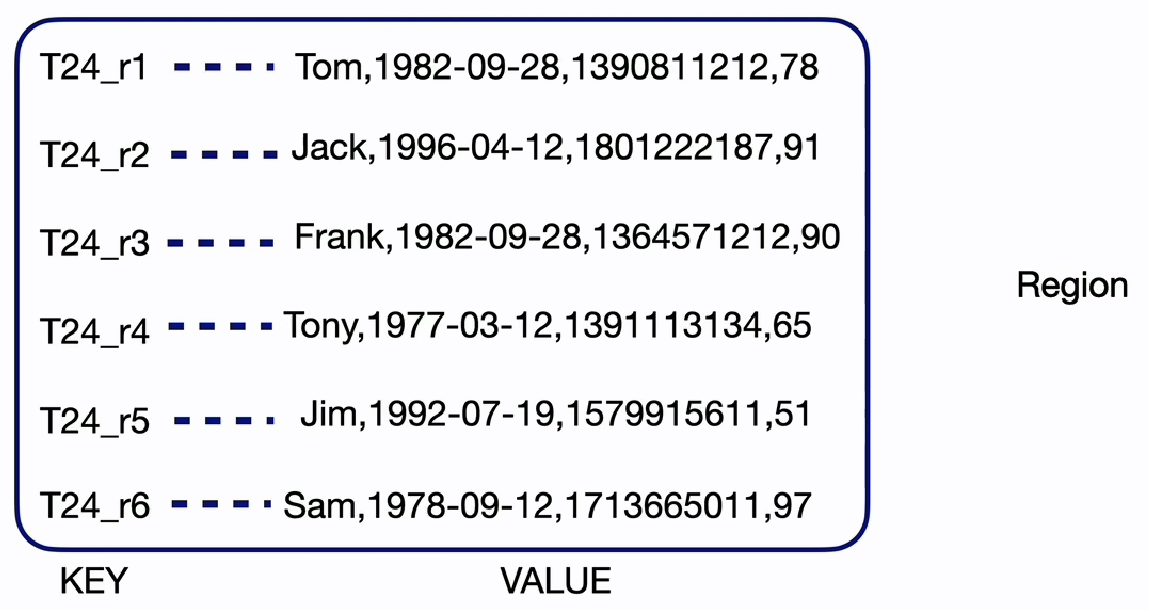 T24_r1 Tom,1982-09-28,1390811212,78
T24_r2 Jack,1996-04-12,1801222187,91
T24_r3 Frank,1982-09-28,1364571212,90
Region
T24_r4 Tony,1977-03-12,1391113134,65
T24_r5 Jim,1992-07-19,1579915611,51
T24_r6 Sam,1978-09-12,1713665011,97
KEY VALUE